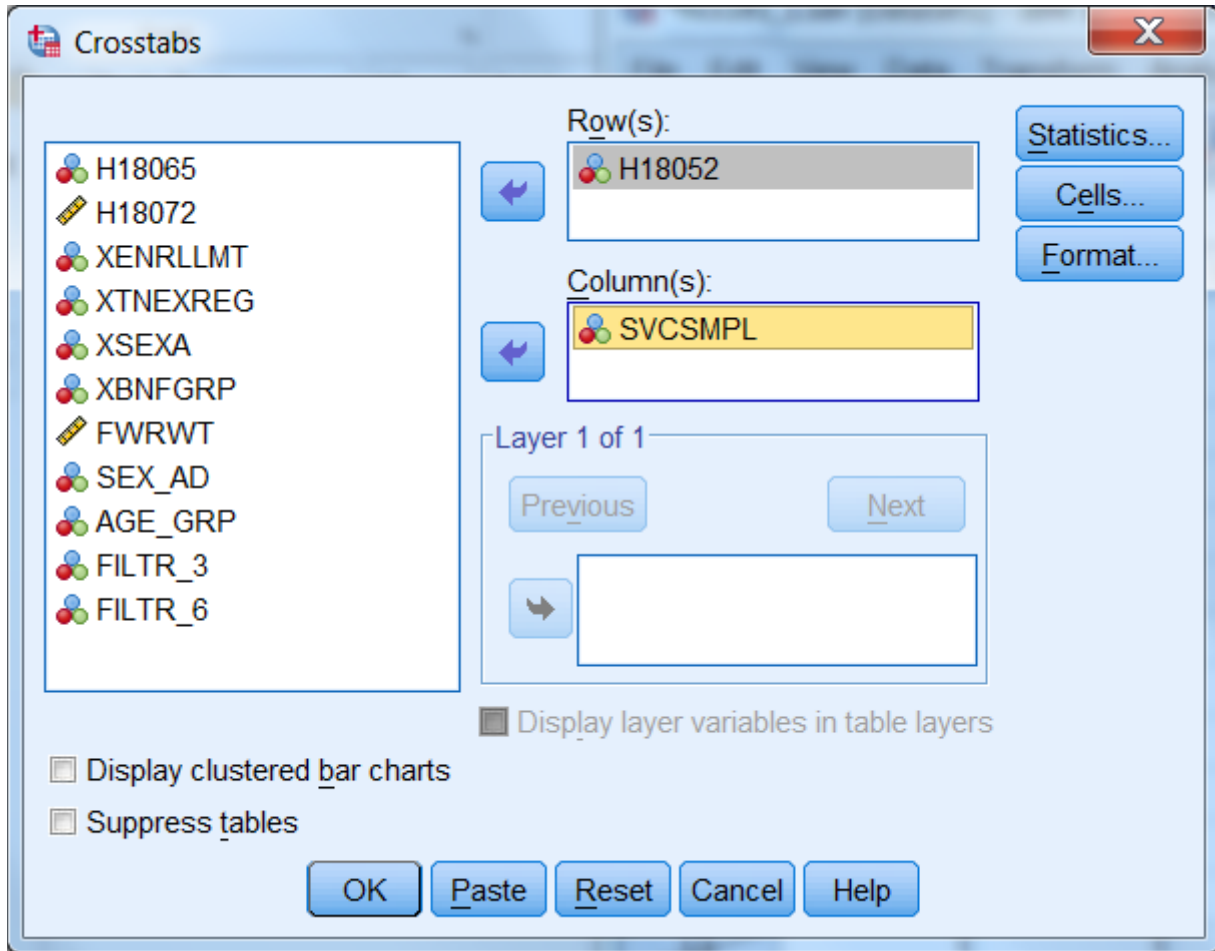 Crosstabs
H18065
H18072
XENRLLMT
XTNEXREG
XSEXA
XBNFGRP
FWRWT
SEX_AD
AGE_GRP
FILTR_3
FILTR_6
Row(s):
H18052
Column(s):
SVCSMPL
Layer 1 of 1
Previous
Next
Display layer variables in table layers
Statistics...
Cells...
Format...
Display clustered bar charts
Suppress tables
OK Paste Reset Cancel Help